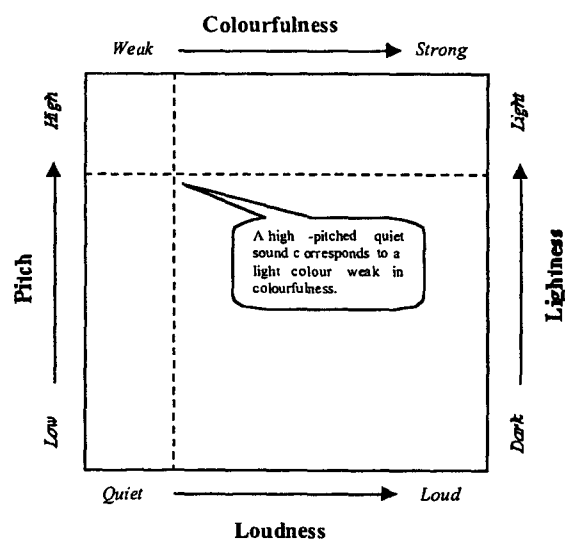 Colourfulness
Weak
Strong
High
Light
A high -pitched quiet
sound c orresponds to a
light colour weak in
colourfulness.
Pitch
Lightness
Low
Dark
Quiet
Loud
Loudness